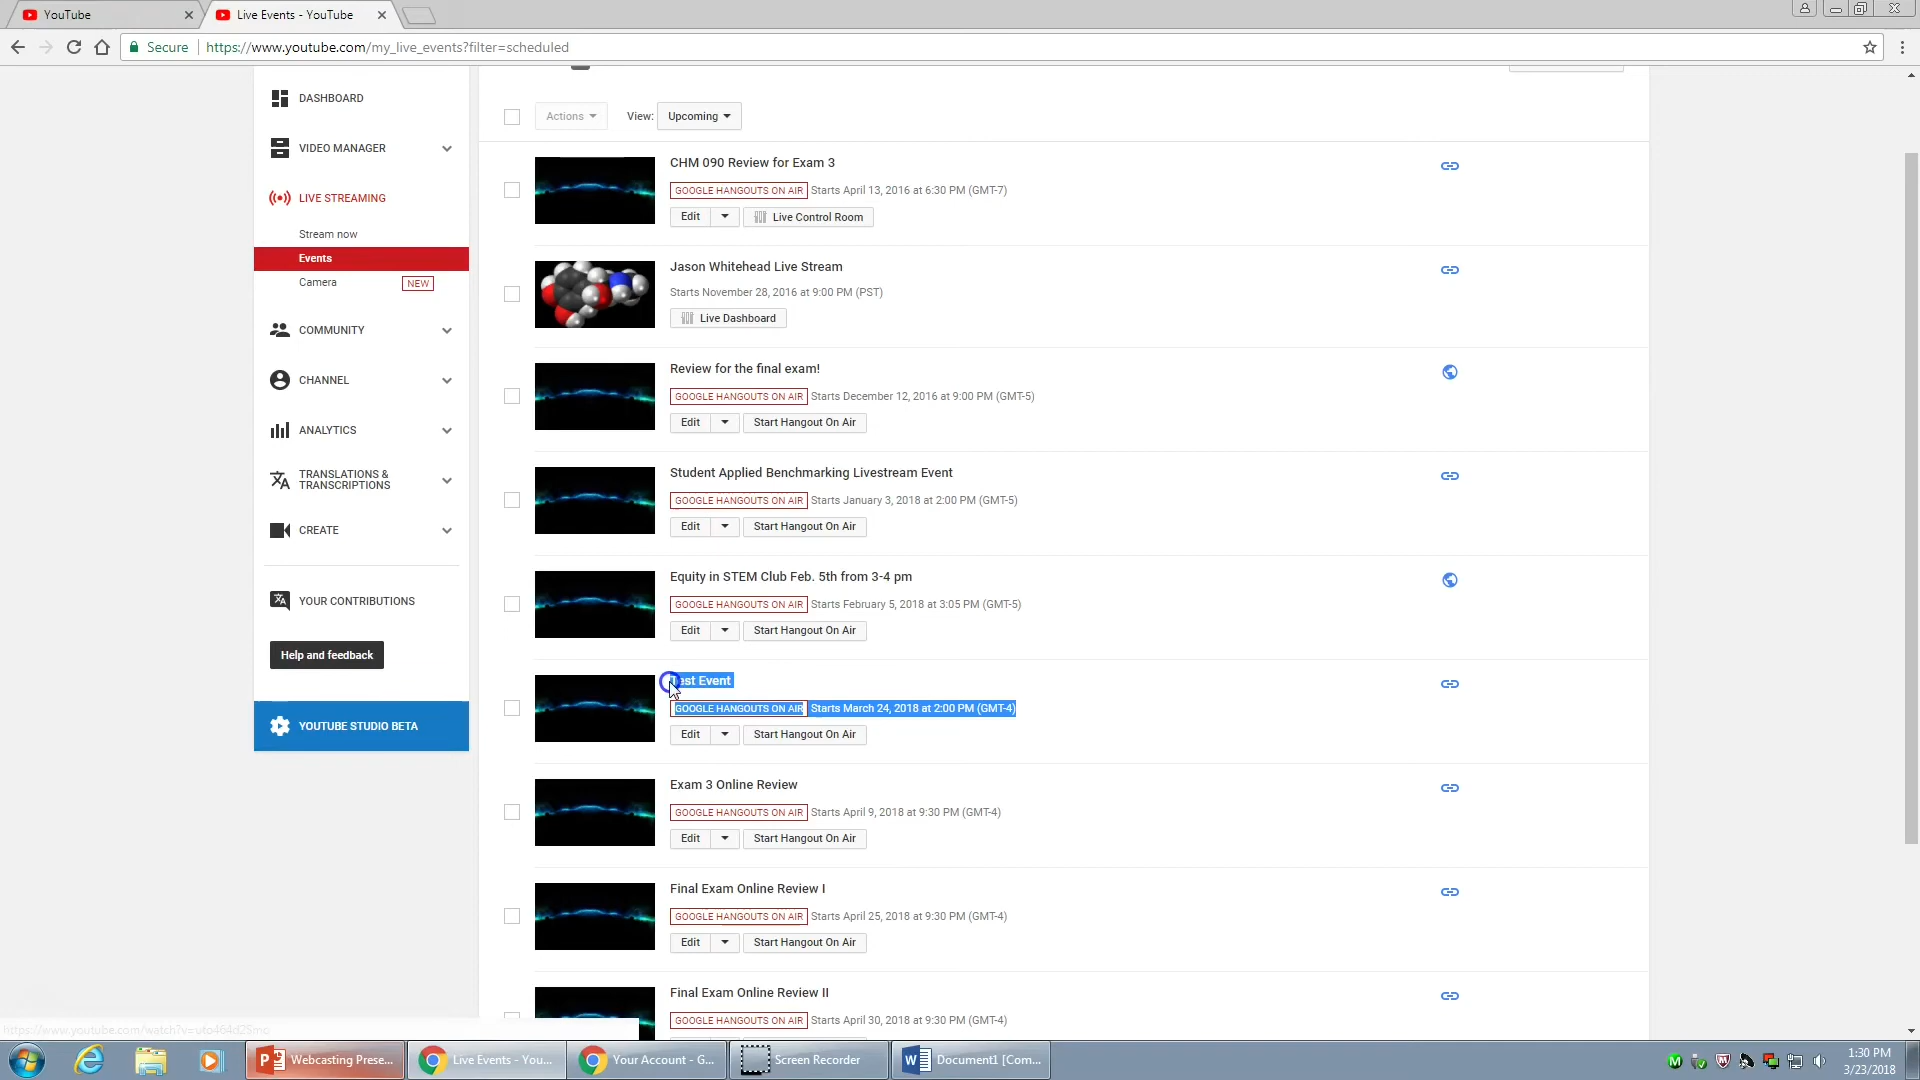 YouTube
Live Events - YouTube
Secure
https://www.youtube.com/my_live_events?filter=scheduled
DASHBOARD
VIDEO MANAGER
LIVE STREAMING
Stream now
Events
Camera
NEW
COMMUNITY
CHANNEL
ANALYTICS
TRANSLATIONS &
TRANSCRIPTIONS
CREATE
YOUR CONTRIBUTIONS
Help and feedback
YOUTUBE STUDIO BETA
Actions
View:
Upcoming
CHM 090 Review for Exam 3
GOOGLE HANGOUTS ON AIR Starts April 13, 2016 at 6:30 PM (GMT-7)
Edit
Live Control Room
Jason Whitehead Live Stream
Starts November 28, 2016 at 9:00 PM (PST)
Live Dashboard
Review for the final exam!
GOOGLE HANGOUTS ON AIR Starts December 12, 2016 at 9:00 PM (GMT-5)
Edit
Start Hangout On Air
Student Applied Benchmarking Livestream Event
GOOGLE HANGOUTS ON AIR Starts January 3, 2018 at 2:00 PM (GMT-5)
Edit
Start Hangout On Air
Equity in STEM Club Feb. 5th from 3-4 pm
GOOGLE HANGOUTS ON AIR Starts February 5, 2018 at 3:05 PM (GMT-5)
Edit
Start Hangout On Air
Test Event
GOOGLE HANGOUTS ON AIR Starts March 24, 2018 at 2:00 PM (GMT-4)
Edit
Start Hangout On Air
Exam 3 Online Review
GOOGLE HANGOUTS ON AIR Starts April 9, 2018 at 9:30 PM (GMT-4)
Edit
Start Hangout On Air
Final Exam Online Review I
GOOGLE HANGOUTS ON AIR Starts April 25, 2018 at 9:30 PM (GMT-4)
Edit
Start Hangout On Air
Final Exam Online Review II
GOOGLE HANGOUTS ON AIR Starts April 30, 2018 at 9:30 PM (GMT-4)
Webcasting Prese...
Live Events - You...
Your Account - G...
Screen Recorder
Document1 [Com...
1:30 PM
3/23/2018